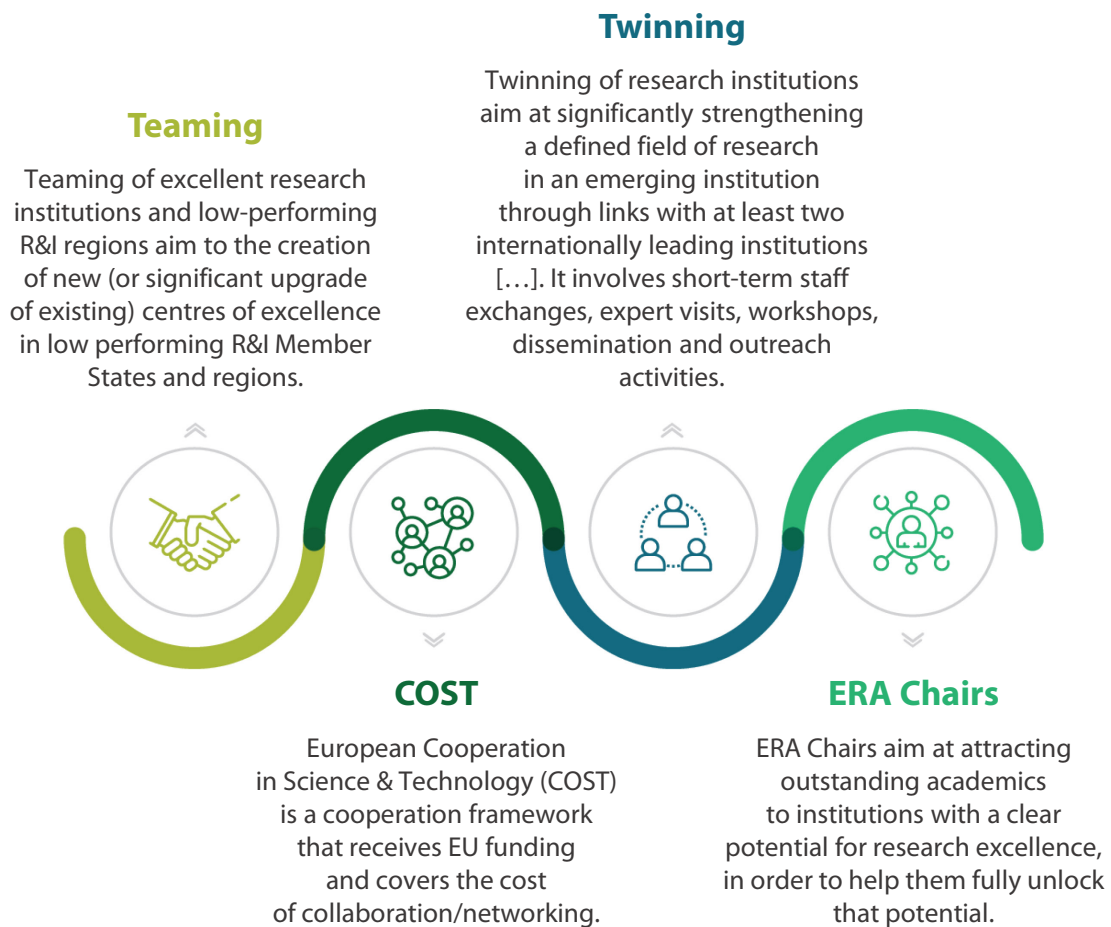 Teaming
Teaming of excellent research
institutions and low-performing
R&I regions aim to the creation
of new (or significant upgrade
of existing) centres of excellence
in low performing R&I Member
States and regions.
COST
European Cooperation
in Science & Technology (COST)
is a cooperation framework
that receives EU funding
and covers the cost
of collaboration/networking.
Twinning
Twinning of research institutions
aim at significantly strengthening
a defined field of research
in an emerging institution
through links with at least two
internationally leading institutions
[…]. It involves short-term staff
exchanges, expert visits, workshops,
dissemination and outreach
activities.
ERA Chairs
ERA Chairs aim at attracting
outstanding academics
to institutions with a clear
potential for research excellence,
in order to help them fully unlock
that potential.